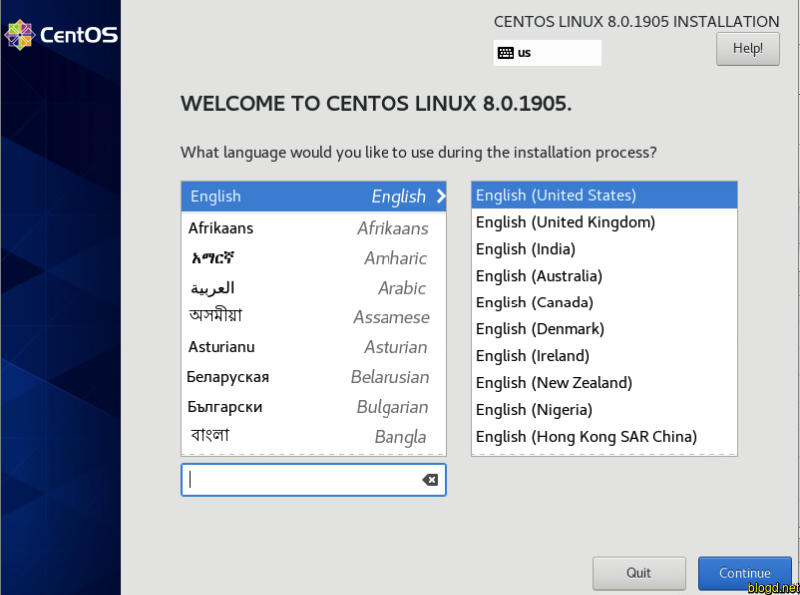 CentOS
CENTOS LINUX 8.0.1905 INSTALLATION
us
Help!
WELCOME TO CENTOS LINUX 8.0.1905.
What language would you like to use during the installation process?
English English
Afrikaans Afrikaans
አማርኛ Amharic
العربية Arabic
অসমীয়া Assamese
Asturianu Asturian
Беларуская Belarusian
Български Bulgarian
বাংলা Bangla
English (United States)
English (United Kingdom)
English (India)
English (Australia)
English (Canada)
English (Denmark)
English (Ireland)
English (New Zealand)
English (Nigeria)
English (Hong Kong SAR China)
Quit
Continue
blogd.net